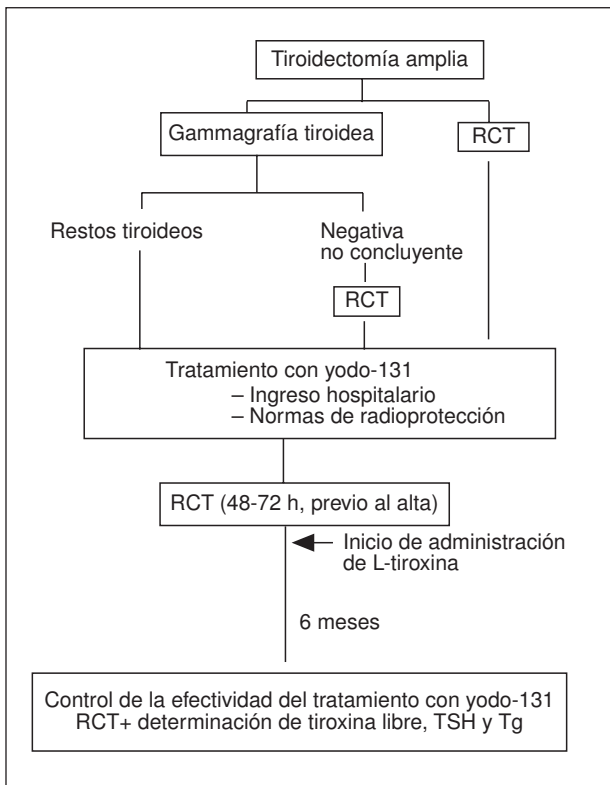 Tiroidectomía amplia
Gammagrafía tiroidea
RCT
Restos tiroideos
Negativa
no concluyente
RCT
Tratamiento con yodo-131
– Ingreso hospitalario
– Normas de radioprotección
RCT (48-72 h, previo al alta)
Inicio de administración
de L-tiroxina
6 meses
Control de la efectividad del tratamiento con yodo-131
RCT+ determinación de tiroxina libre, TSH y Tg